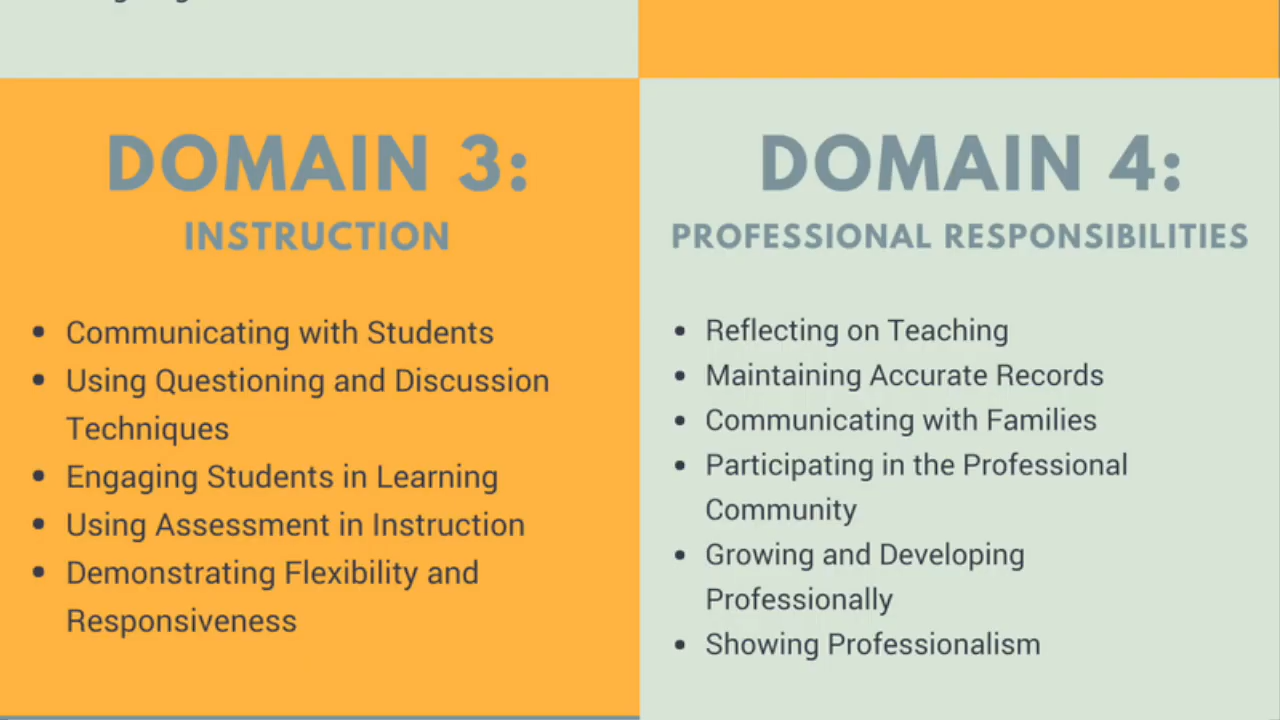 DOMAIN 3:
INSTRUCTION
Communicating with Students
Using Questioning and Discussion
Techniques
Engaging Students in Learning
Using Assessment in Instruction
Demonstrating Flexibility and
Responsiveness
DOMAIN 4:
PROFESSIONAL RESPONSIBILITIES
Reflecting on Teaching
Maintaining Accurate Records
Communicating with Families
Participating in the Professional
Community
Growing and Developing
Professionally
Showing Professionalism